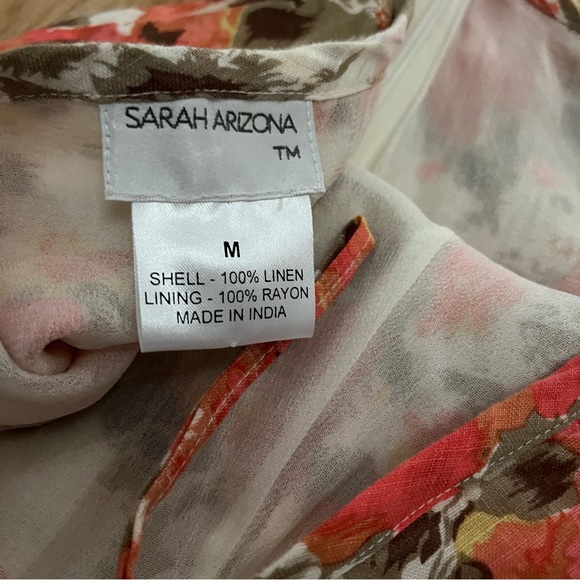 SARAH ARIZONA
TM
M
SHELL - 100% LINEN
LINING - 100% RAYON
MADE IN INDIA